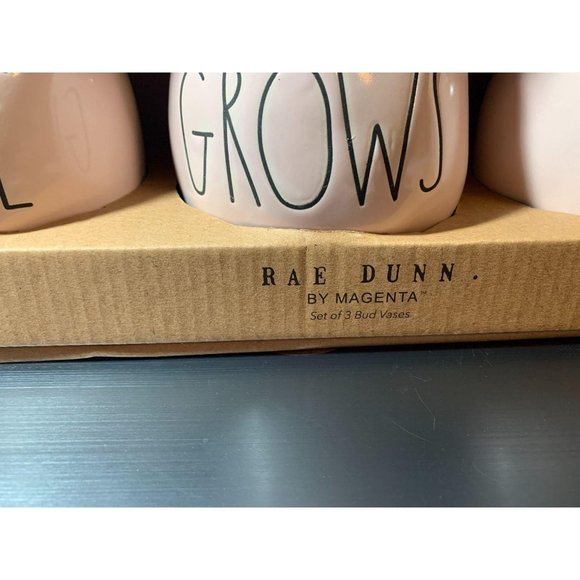 L GROWS
RAE DUNN.
BY MAGENTA™
Set of 3 Bud Vases